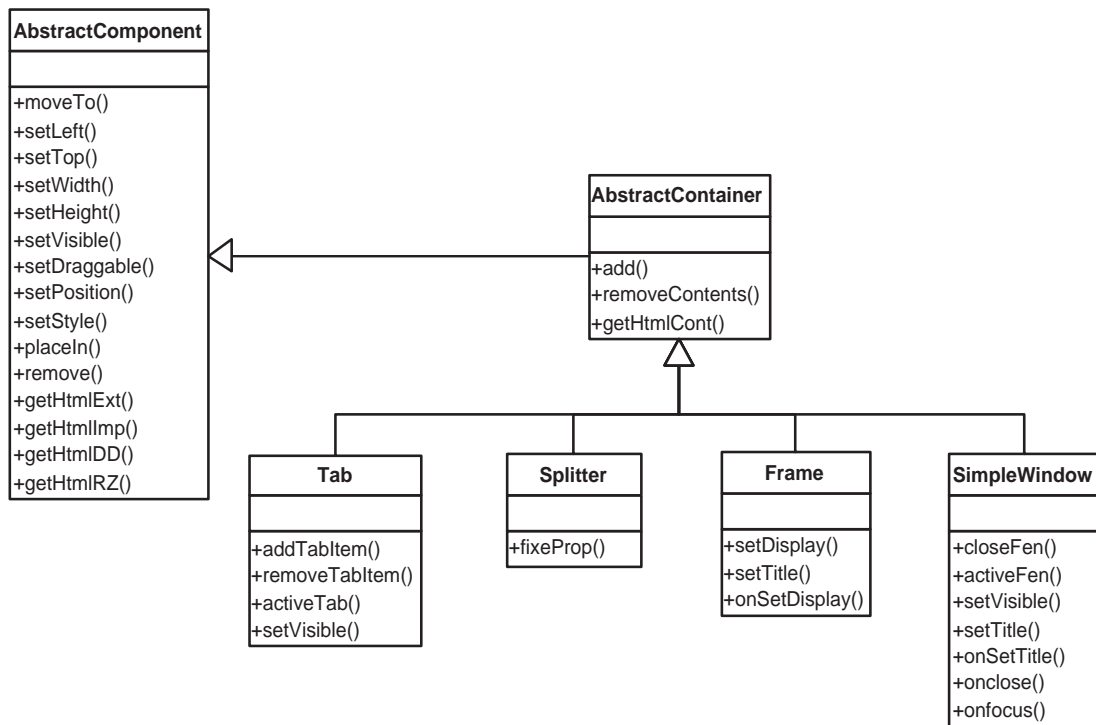 AbstractComponent
+moveTo()
+setLeft()
+setTop()
+setWidth()
+setHeight()
+setVisible()
+setDraggable()
+setPosition()
+setStyle()
+placeIn()
+remove()
+getHtmlExt()
+getHtmlImp()
+getHtmlDD()
+getHtmlRZ()
AbstractContainer
+add()
+removeContents()
+getHtmlCont()
Tab
+addTabItem()
+removeTabItem()
+activeTab()
+setVisible()
Splitter
+fixeProp()
Frame
+setDisplay()
+setTitle()
+onSetDisplay()
SimpleWindow
+closeFen()
+activeFen()
+setVisible()
+setTitle()
+onSetTitle()
+onclose()
+onfocus()